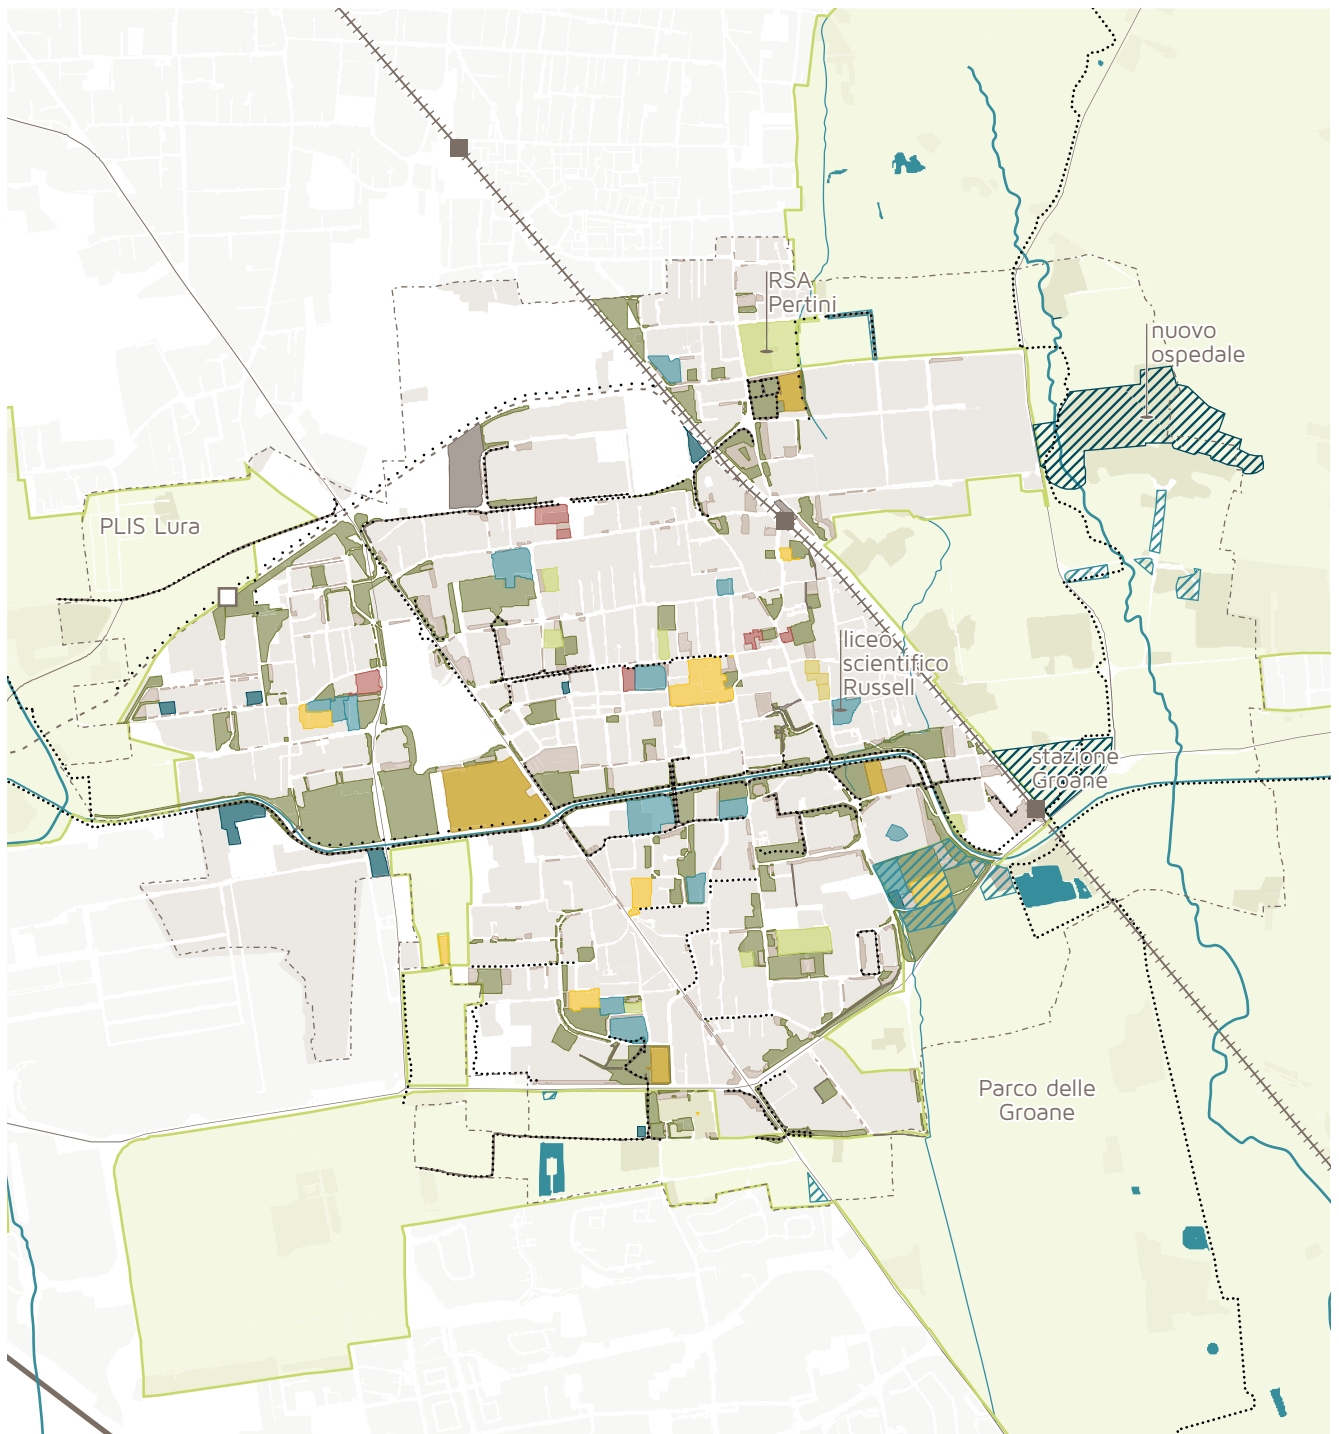 RSA
Pertini
nuovo
ospedale
PLIS Lura
liceo
scientifico
Russell
stazione
Groane
Parco delle
Groane